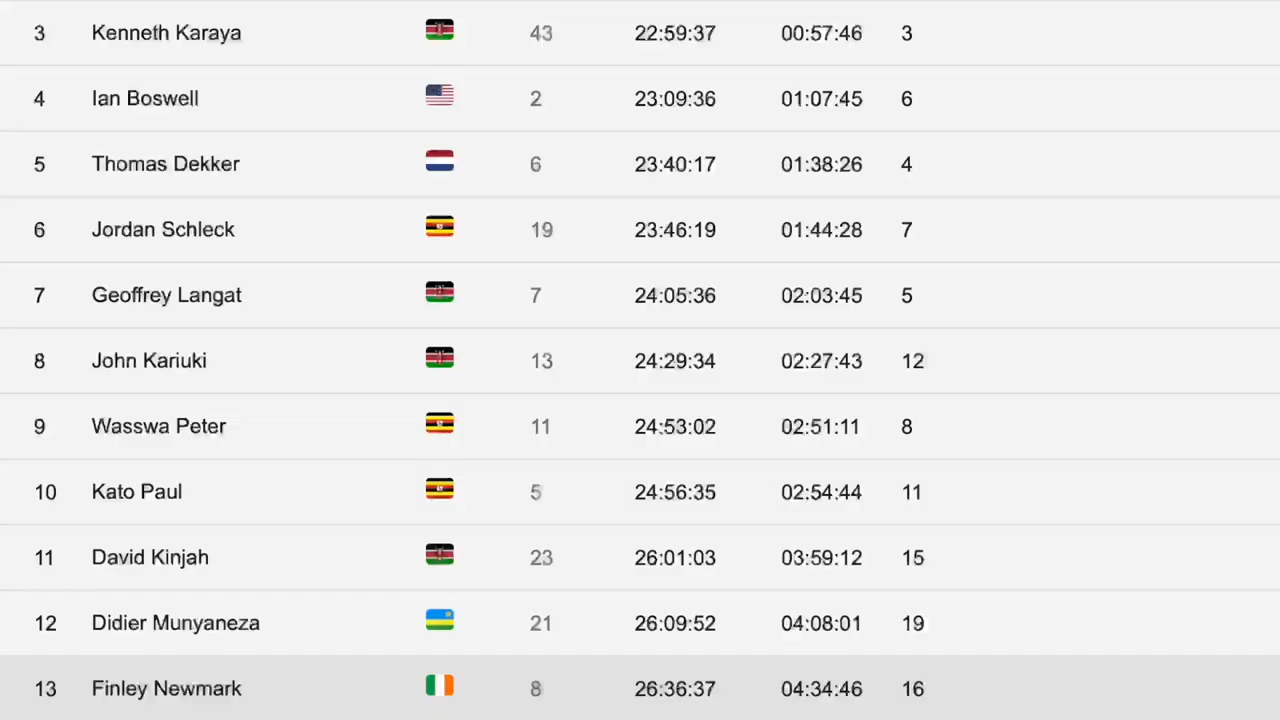 3 Kenneth Karaya 43 22:59:37 00:57:46 3
4 Ian Boswell 2 23:09:36 01:07:45 6
5 Thomas Dekker 6 23:40:17 01:38:26 4
6 Jordan Schleck 19 23:46:19 01:44:28 7
7 Geoffrey Langat 7 24:05:36 02:03:45 5
8 John Kariuki 13 24:29:34 02:27:43 12
9 Wasswa Peter 11 24:53:02 02:51:11 8
10 Kato Paul 5 24:56:35 02:54:44 11
11 David Kinjah 23 26:01:03 03:59:12 15
12 Didier Munyaneza 21 26:09:52 04:08:01 19
13 Finley Newmark 8 26:36:37 04:34:46 16